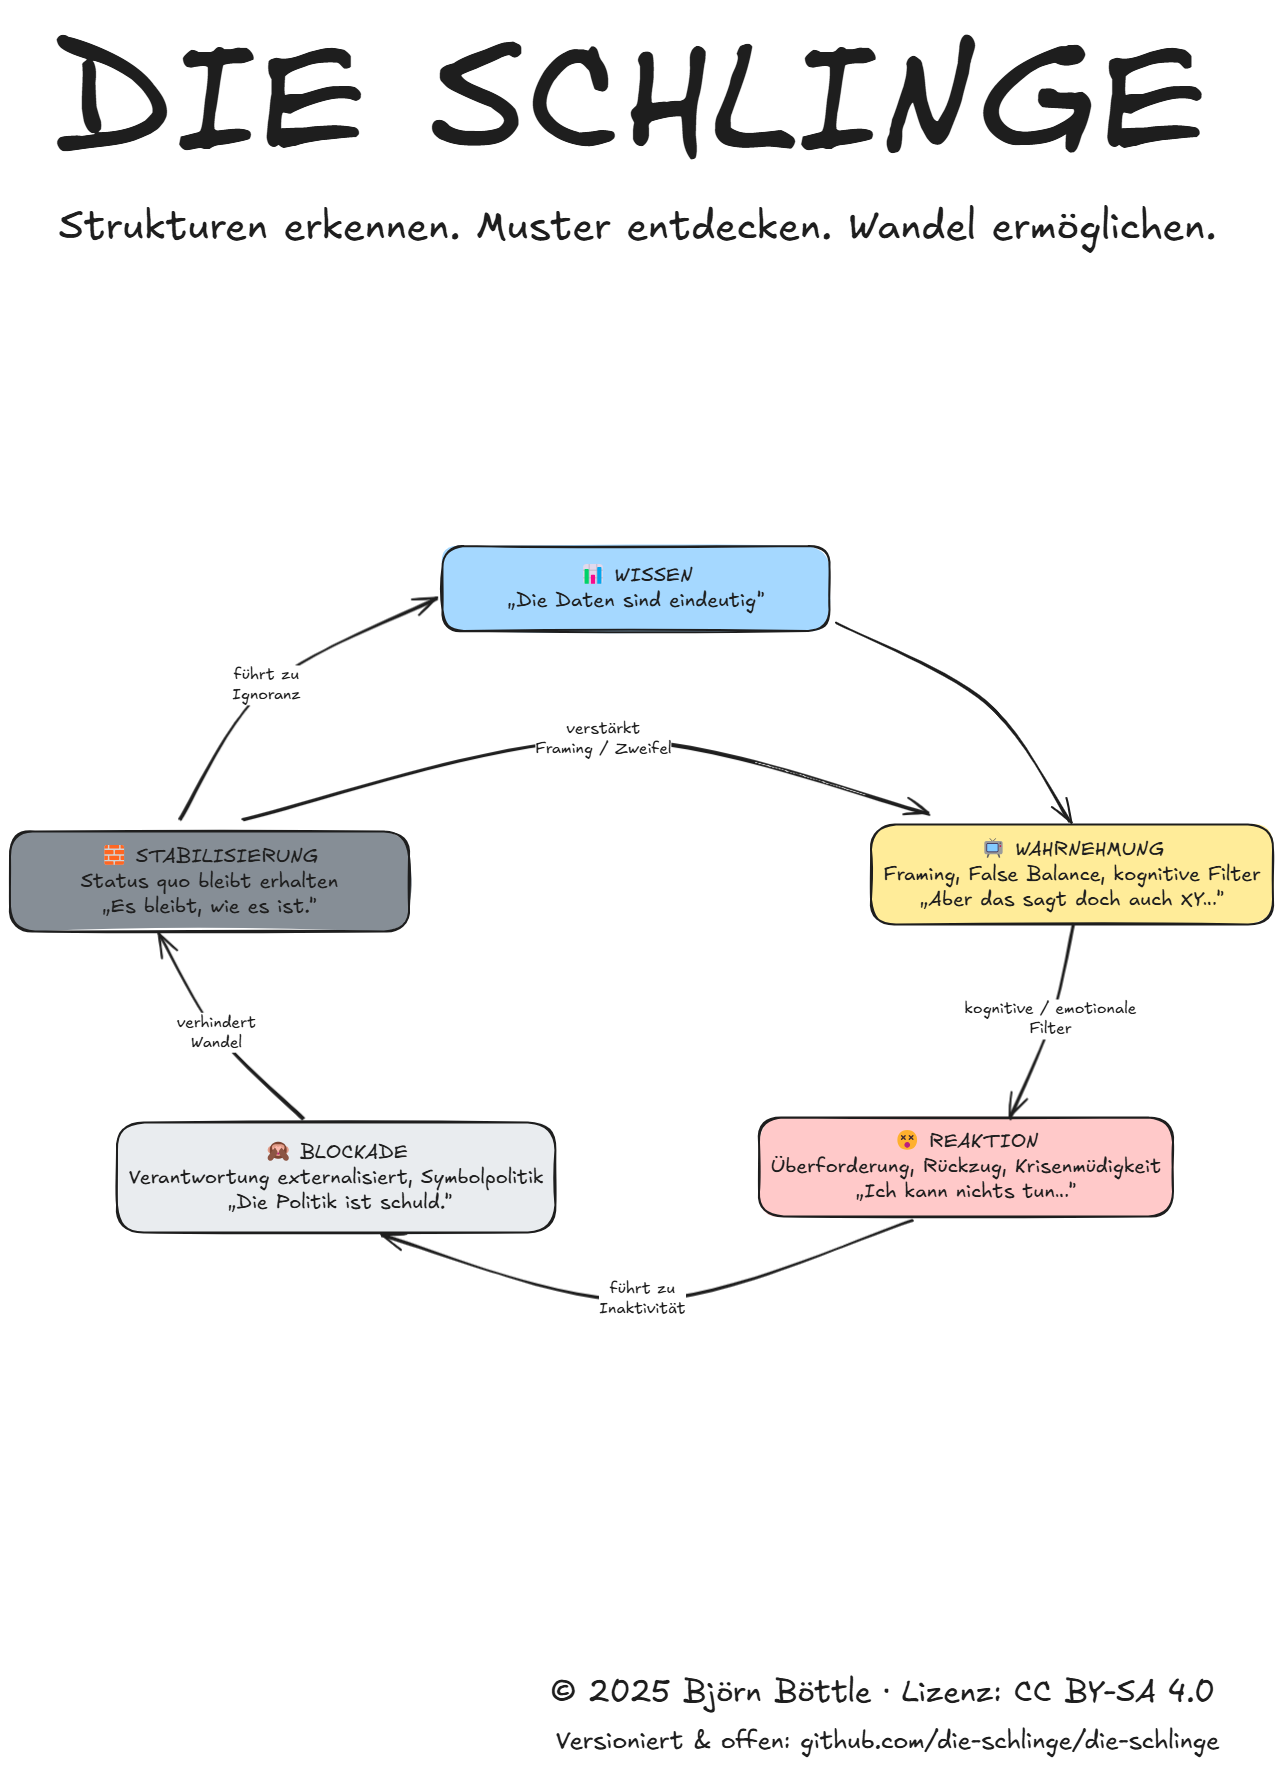 DIE SCHLINGE
Strukturen erkennen. Muster entdecken. Wandel ermöglichen.
WISSEN
„Die Daten sind eindeutig"
führt zu
Ignoranz
verstärkt
Framing / Zweifel
STABILISIERUNG
Status quo bleibt erhalten
„Es bleibt, wie es ist."
WAHRNEHMUNG
Framing, False Balance, kognitive Filter
„Aber das sagt doch auch XY..."
verhindert
Wandel
kognitive / emotionale
Filter
BLOCKADE
Verantwortung externalisiert, Symbolpolitik
„Die Politik ist schuld."
REAKTION
Überforderung, Rückzug, Krisenmüdigkeit
„Ich kann nichts tun..."
führt zu
Inaktivität
© 2025 Björn Böttle · Lizenz: CC BY-SA 4.0
Versioniert & offen: github.com/die-schlinge/die-schlinge